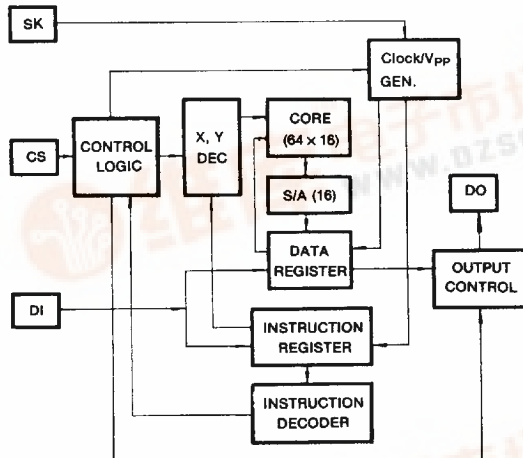 SK
Clock/VPP
GEN.
CORE
(64 x 16)
X, Y
DEC
CONTROL
LOGIC
CS
S/A (16)
DO
DATA
REGISTER
OUTPUT
CONTROL
DI
INSTRUCTION
REGISTER
INSTRUCTION
DECODER